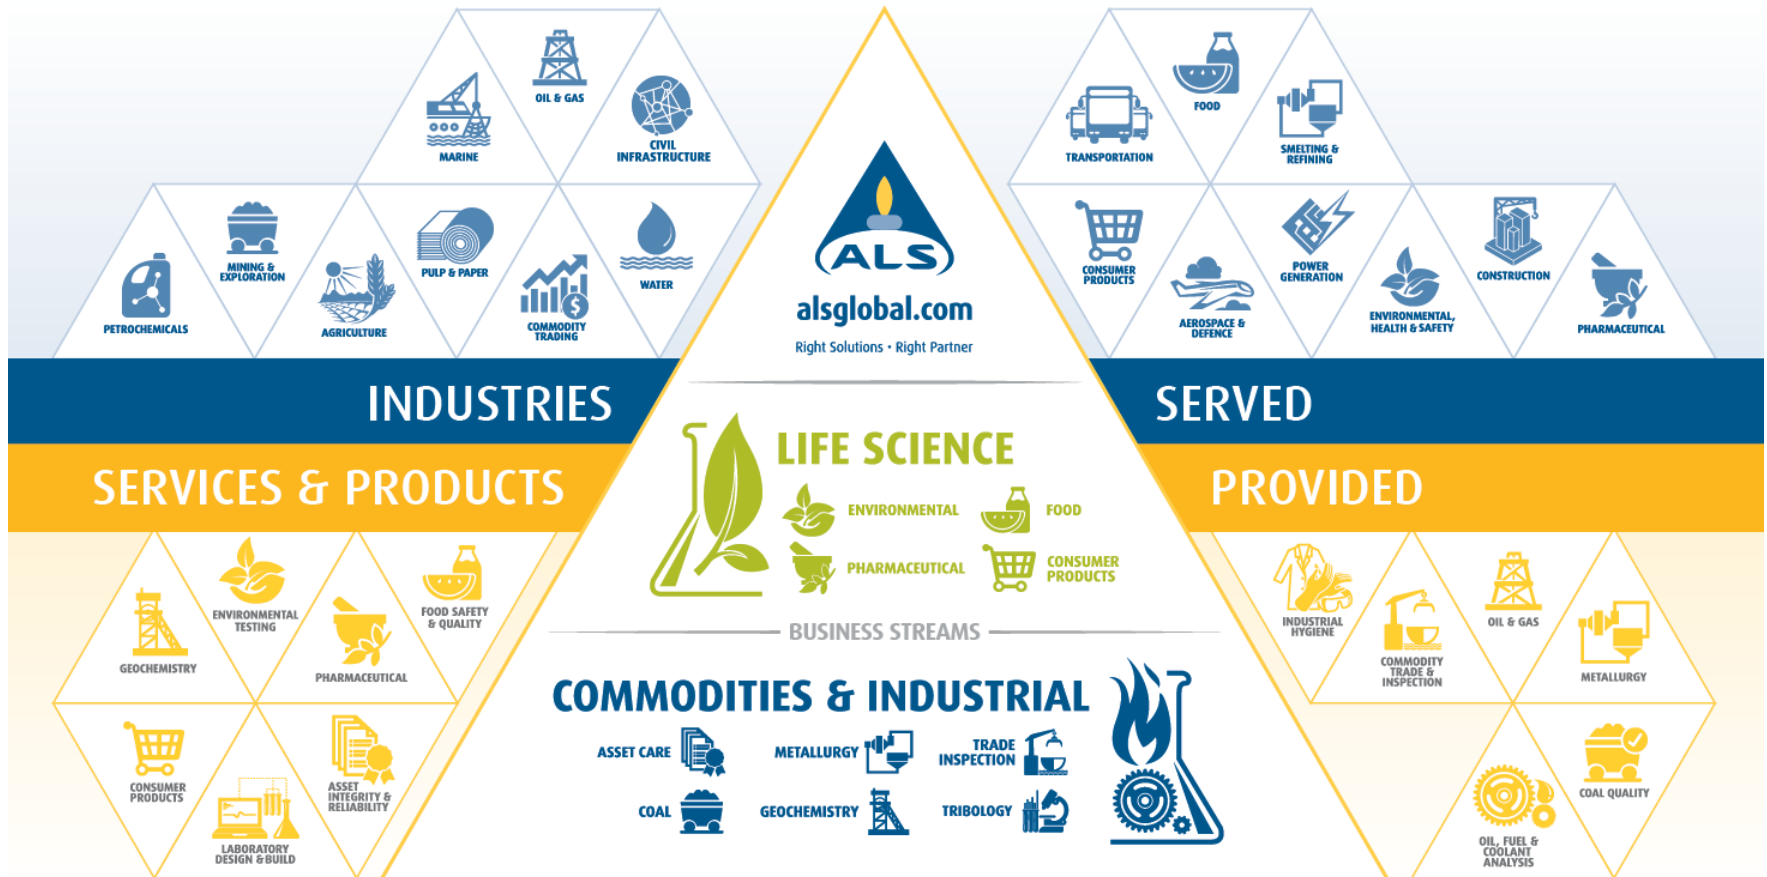 OIL & GAS
MARINE
CIVIL
INFRASTRUCTURE
PETROCHEMICALS
MINING &
EXPLORATION
AGRICULTURE
PULP & PAPER
COMMODITY
TRADING
WATER
ALS
alsglobal.com
Right Solutions • Right Partner
TRANSPORTATION
FOOD
SMELTING &
REFINING
CONSUMER
PRODUCTS
AEROSPACE &
DEFENCE
POWER
GENERATION
ENVIRONMENTAL,
HEALTH & SAFETY
CONSTRUCTION
PHARMACEUTICAL
INDUSTRIES
SERVED
SERVICES & PRODUCTS
PROVIDED
LIFE SCIENCE
ENVIRONMENTAL
FOOD
PHARMACEUTICAL
CONSUMER
PRODUCTS
BUSINESS STREAMS
COMMODITIES & INDUSTRIAL
ASSET CARE
METALLURGY
TRADE
INSPECTION
COAL
GEOCHEMISTRY
TRIBOLOGY
GEOCHEMISTRY
ENVIRONMENTAL
TESTING
PHARMACEUTICAL
FOOD SAFETY
& QUALITY
CONSUMER
PRODUCTS
LABORATORY
DESIGN & BUILD
ASSET
INTEGRITY &
RELIABILITY
INDUSTRIAL
HYGIENE
COMMODITY
TRADE &
INSPECTION
OIL & GAS
METALLURGY
OIL, FUEL &
COOLANT
ANALYSIS
COAL QUALITY